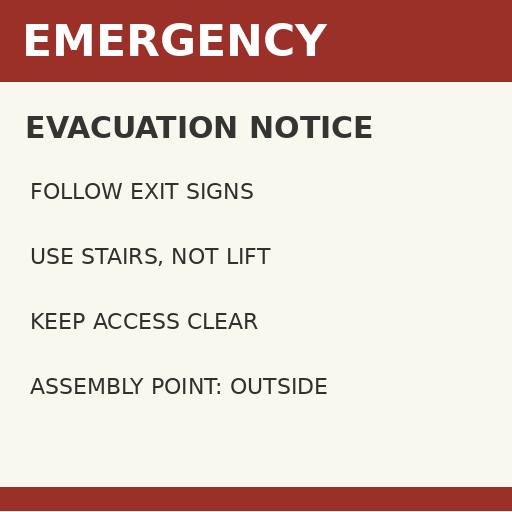 EMERGENCY
EVACUATION NOTICE
FOLLOW EXIT SIGNS
USE STAIRS, NOT LIFT
KEEP ACCESS CLEAR
ASSEMBLY POINT: OUTSIDE